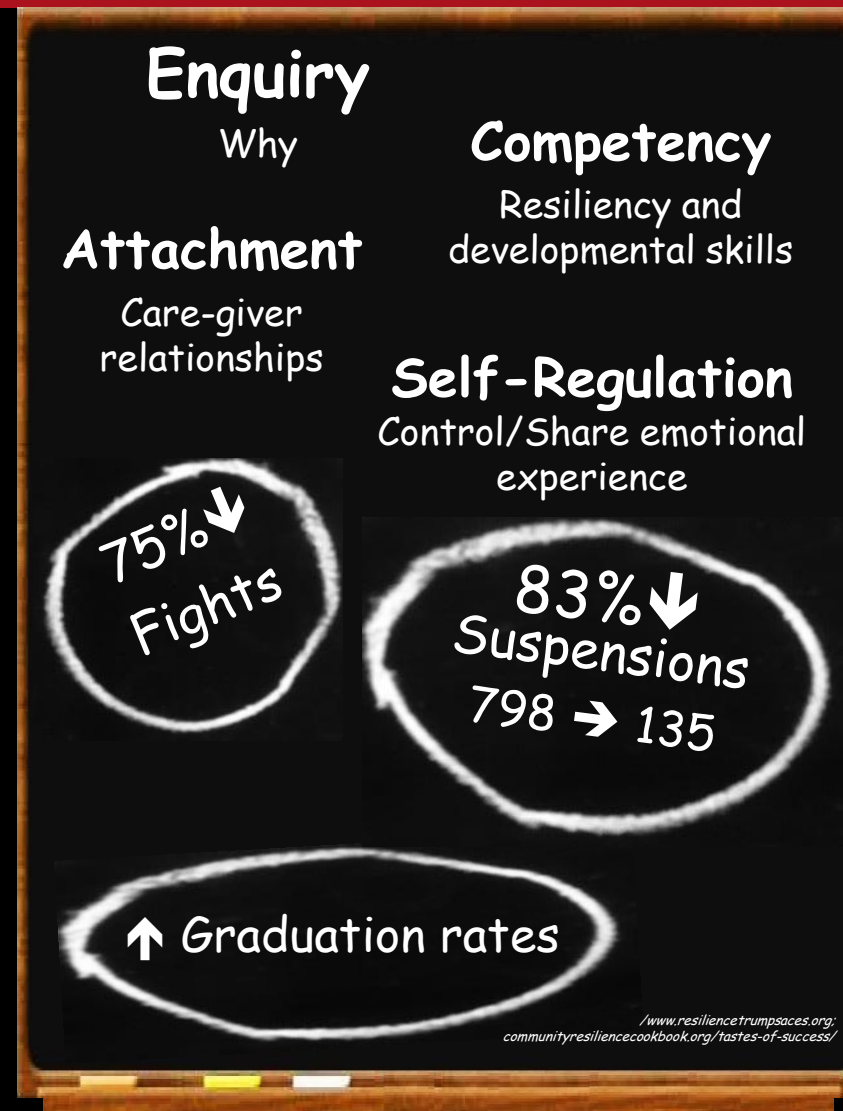 Enquiry
Why
Competency
Resiliency and
developmental skills
Attachment
Care-giver
relationships
Self-Regulation
Control/Share emotional
experience
75%↓
Fights
83%↓
Suspensions
798 → 135
↑ Graduation rates
/www.resiliencetrumpsaces.org;
communityresiliencecookbook.org/tastes-of-success/